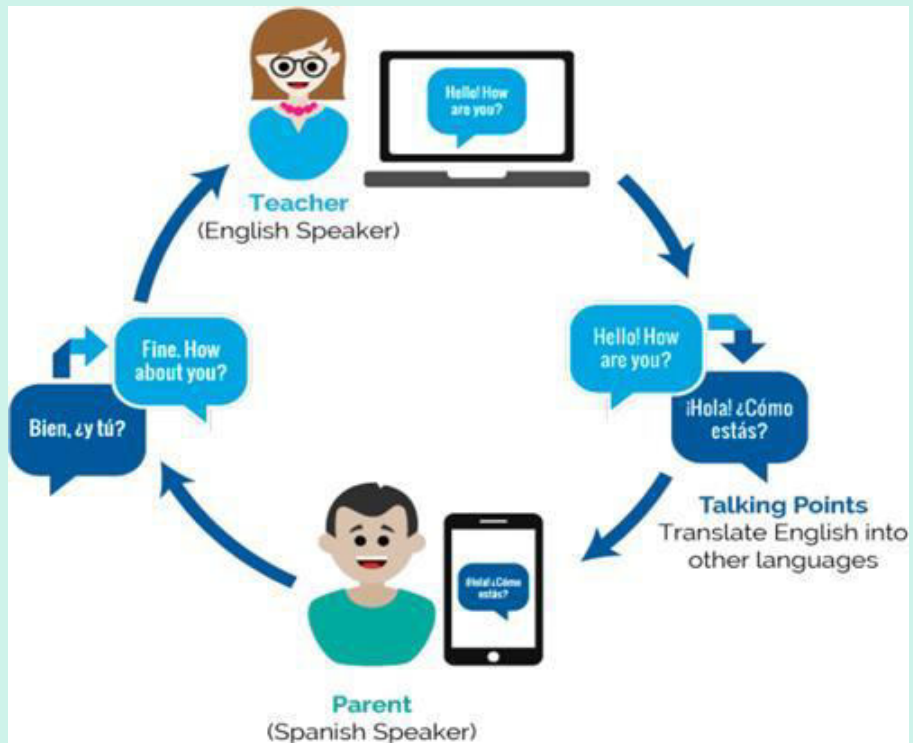 Hello! How
are you?
Teacher
(English Speaker)
Hello! How
are you?
¡Hola! ¿Cómo
estás?
Talking Points
Translate English into
other languages
¡Hola! ¿Cómo
estás?
Parent
(Spanish Speaker)
Bien, ¿y tú?
Fine. How
about you?